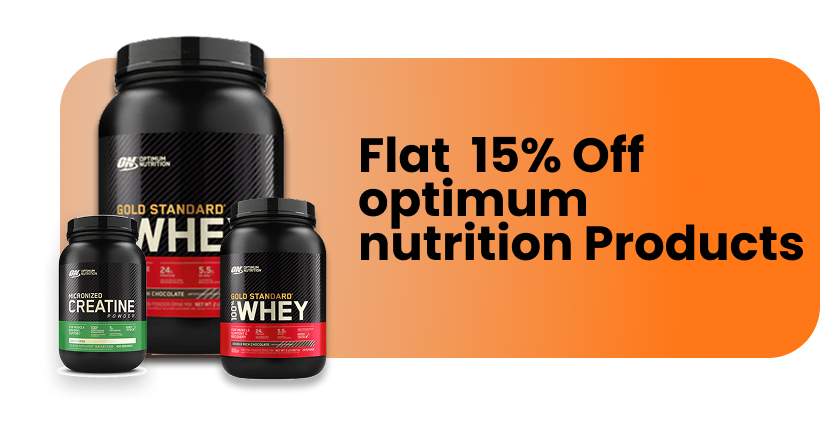 Flat 15% Off
optimum
nutrition Products
ON OPTIMUM
NUTRITION
GOLD STANDARD
WHEY
24g 5.5g
RICH CHOCOLATE
ON OPTIMUM
NUTRITION
MICRONIZED
CREATINE
POWDER
ON OPTIMUM
NUTRITION
GOLD STANDARD
100% WHEY
24g 5.5g
DOUBLE RICH CHOCOLATE